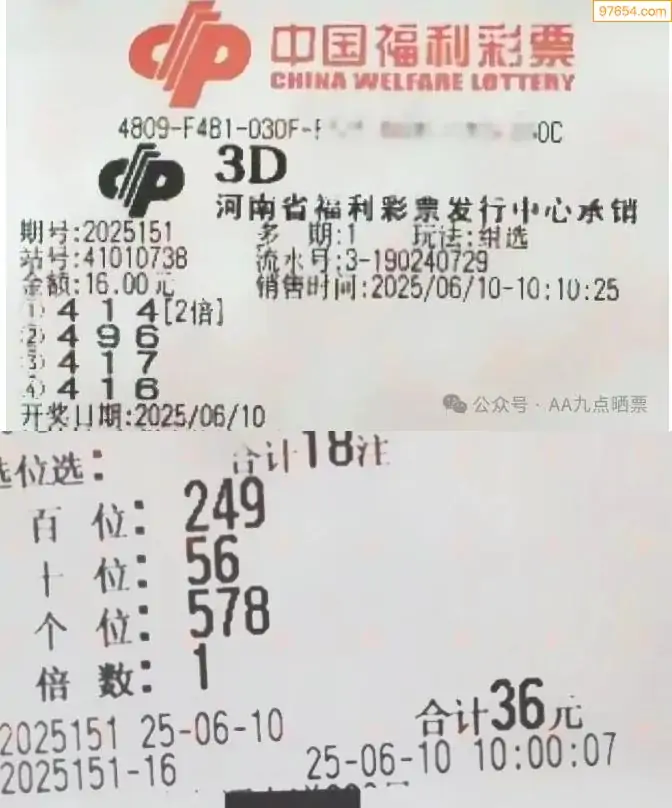 97654.com
中国福利彩票
CHINA WELFARE LOTTERY
4809-F481-030F-
0C
3D
河南省福利彩票发行中心承销
期号:2025151 多 期:1 玩法:组选
站号:41010738 流水号:3-190240729
金额:16.00元 销售时间:2025/06/10-10:10:25
① 4 1 4[2倍]
② 4 9 6
③ 4 1 7
④ 4 1 6
开奖日期:2025/06/10
公众号 · AA九点晒票
选位选: 合计18注
百 位: 249
十 位: 56
个 位: 578
倍 数: 1
合计36元
2025151 25-06-10
2025151-16 25-06-10 10:00:07